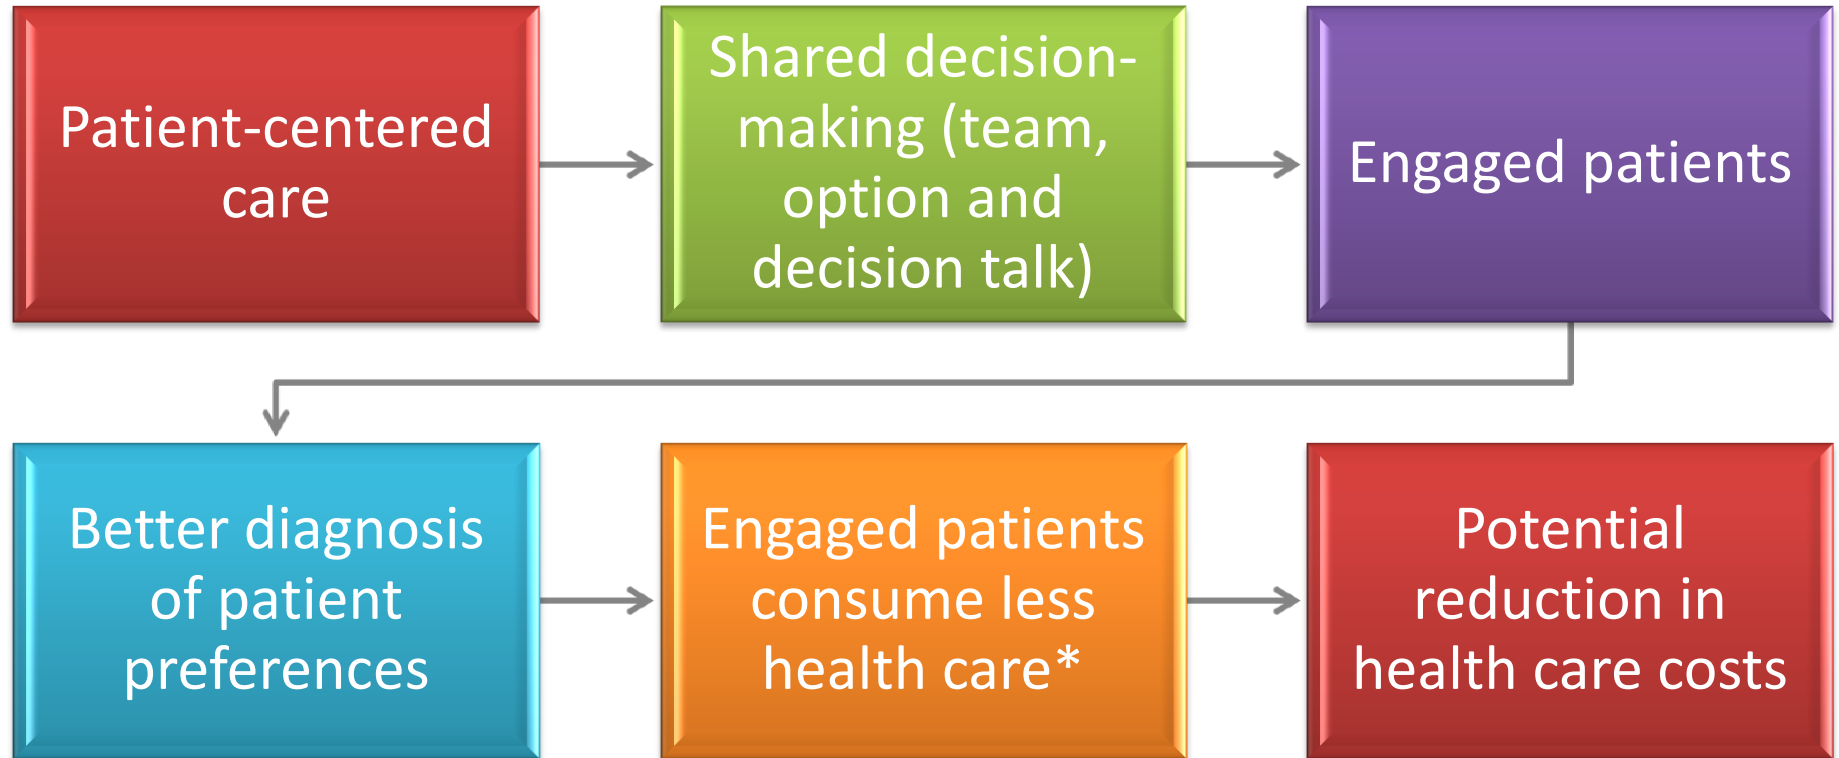 Patient-centered
care
Shared decision-
making (team,
option and
decision talk)
Engaged patients
Better diagnosis
of patient
preferences
Engaged patients
consume less
health care*
Potential
reduction in
health care costs